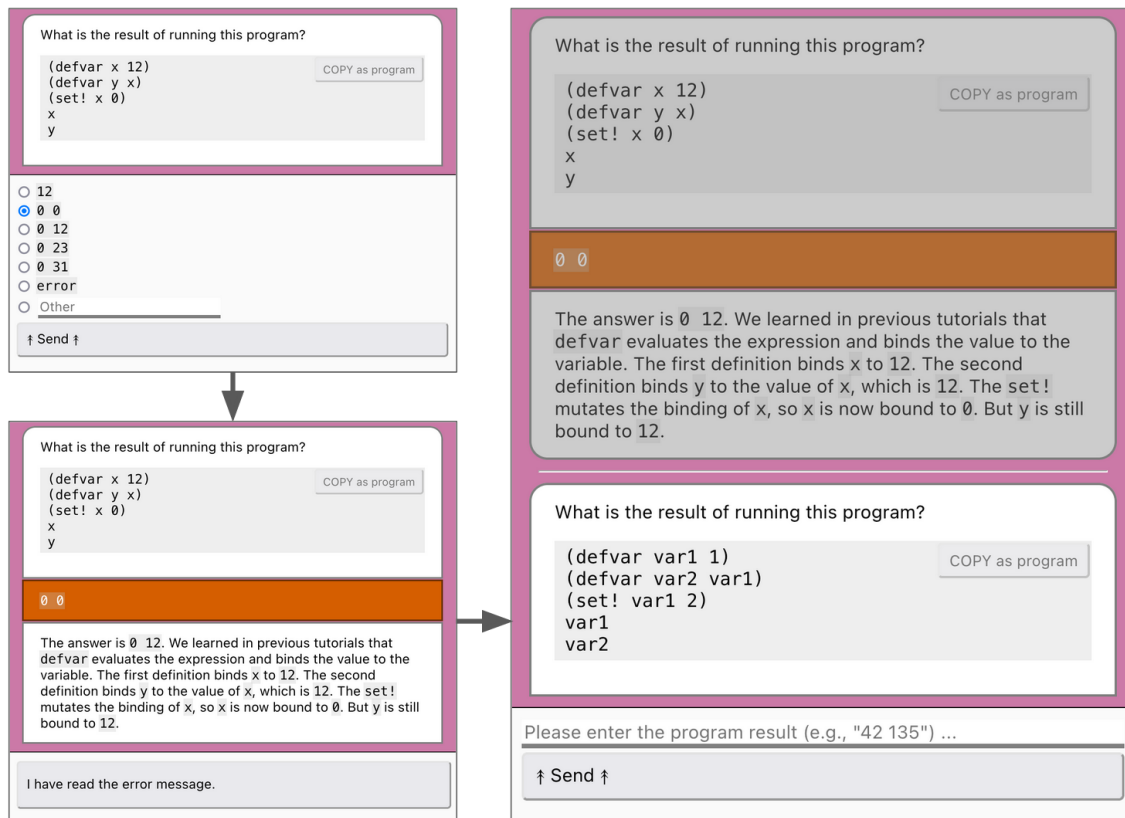 What is the result of running this program?
(defvar x 12)
COPY as program
(defvar y x)
(set! x 0)
x
y
12
0 0
0 12
0 23
0 31
error
Other
↟ Send ↟
What is the result of running this program?
(defvar x 12)
COPY as program
(defvar y x)
(set! x 0)
x
y
0 0
The answer is 0 12. We learned in previous tutorials that
defvar evaluates the expression and binds the value to the
variable. The first definition binds x to 12. The second
definition binds y to the value of x, which is 12. The set!
mutates the binding of x, so x is now bound to 0. But y is still
bound to 12.
I have read the error message.
What is the result of running this program?
(defvar x 12)
COPY as program
(defvar y x)
(set! x 0)
x
y
0 0
The answer is 0 12. We learned in previous tutorials that
defvar evaluates the expression and binds the value to the
variable. The first definition binds x to 12. The second
definition binds y to the value of x, which is 12. The set!
mutates the binding of x, so x is now bound to 0. But y is still
bound to 12.
What is the result of running this program?
(defvar var1 1)
COPY as program
(defvar var2 var1)
(set! var1 2)
var1
var2
Please enter the program result (e.g., "42 135") ...
↟ Send ↟